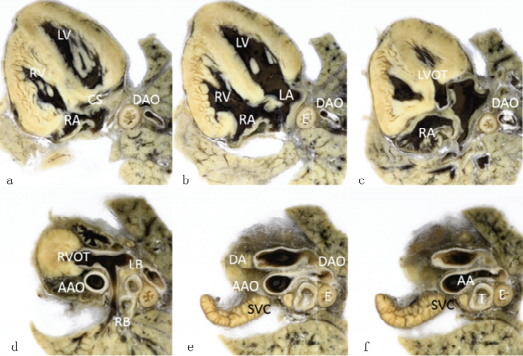 LV
RV
CS
DAO
RA
a
LV
RV
LA
DAO
E
RA
b
LVOT
DAO
E
RA
c
RVOT
LB
AAO
E
RB
d
DA
DAO
AAO
E
SVC
e
AA
E
T
SVC
f